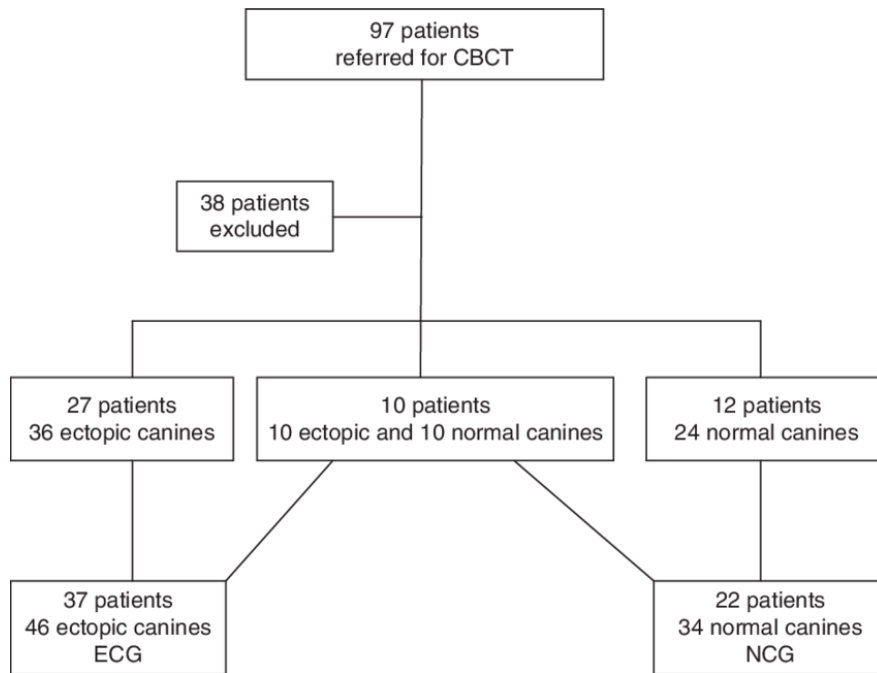 97 patients
referred for CBCT
38 patients
excluded
27 patients
36 ectopic canines
10 patients
10 ectopic and 10 normal canines
12 patients
24 normal canines
37 patients
46 ectopic canines
ECG
22 patients
34 normal canines
NCG